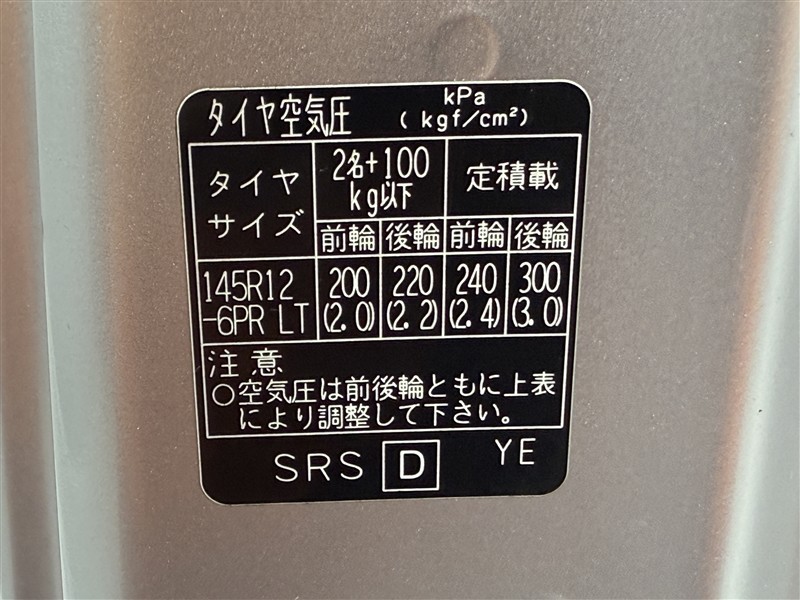 タイヤ空気圧 kPa
(kgf/cm²)
タイヤ
サイズ
2名+100
kg以下
定積載
前輪 後輪 前輪 後輪
145R12
-6PR LT
200 220 240 300
(2.0) (2.2) (2.4) (3.0)
注意
○空気圧は前後輪ともに上表
により調整して下さい。
SRS D YE